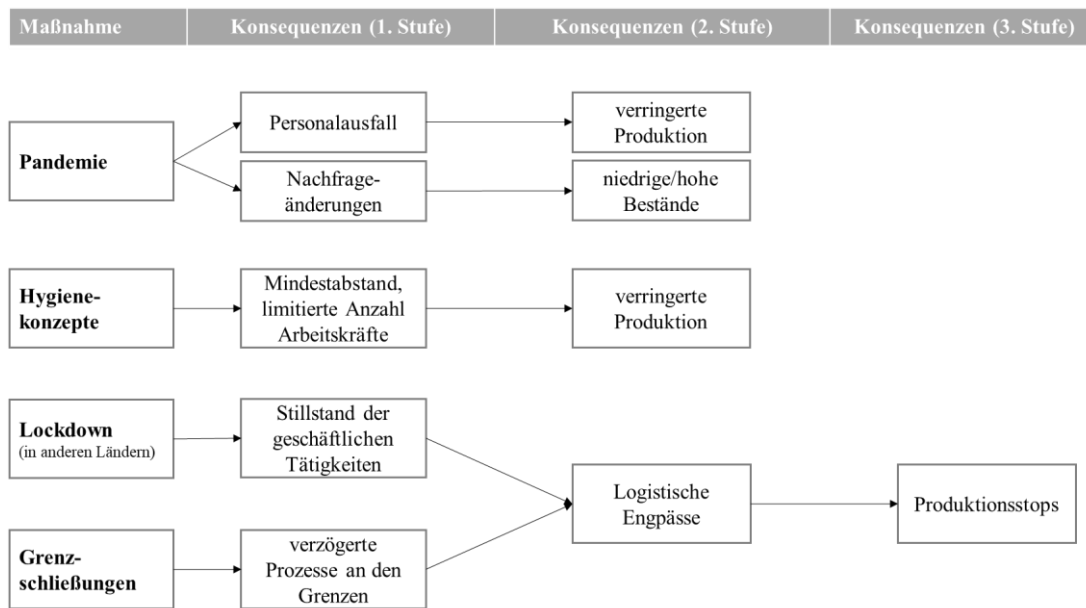 Maßnahme
Konsequenzen (1. Stufe)
Konsequenzen (2. Stufe)
Konsequenzen (3. Stufe)
Pandemie
Personalausfall
verringerte
Produktion
Nachfrage-
änderungen
niedrige/hohe
Bestände
Hygiene-
konzepte
Mindestabstand,
limitierte Anzahl
Arbeitskräfte
verringerte
Produktion
Lockdown
(in anderen Ländern)
Stillstand der
geschäftlichen
Tätigkeiten
Logistische
Engpässe
Produktionsstops
Grenz-
schließungen
verzögerte
Prozesse an den
Grenzen